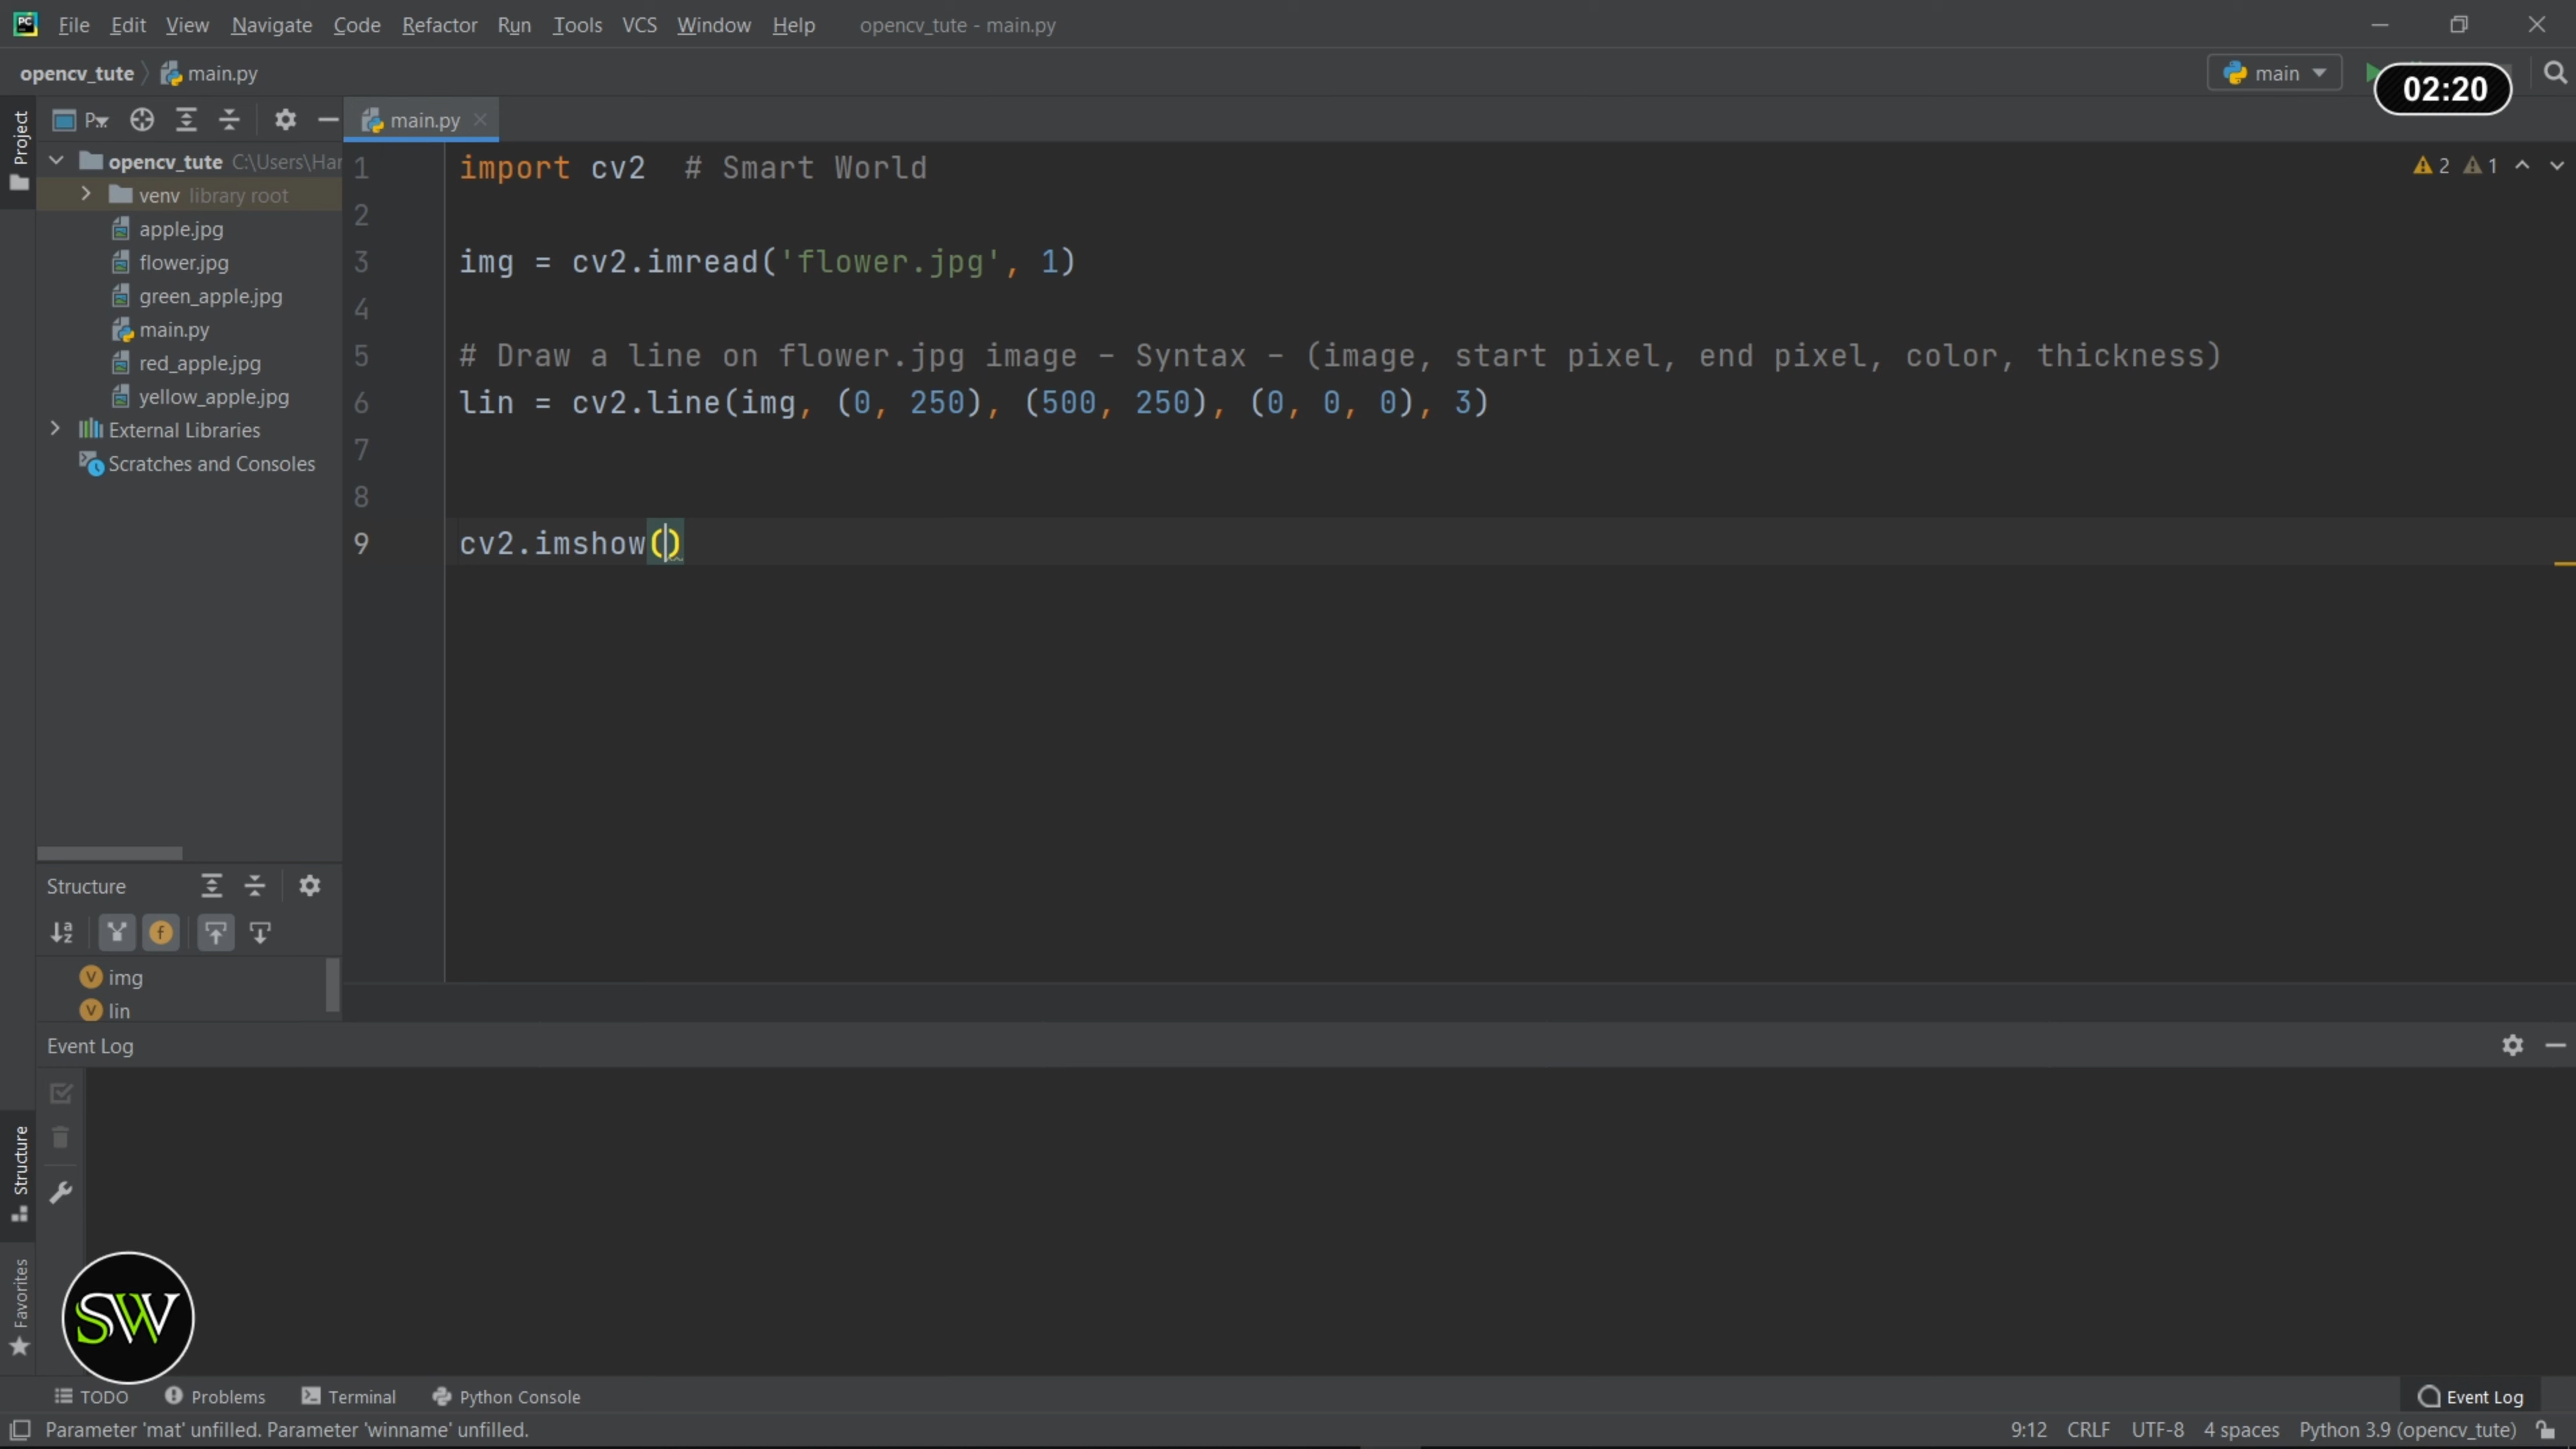 PC
File Edit View Navigate Code Refactor Run Tools VCS Window Help opencv_tute - main.py
opencv_tute main.py
main
02:20
P...
main.py
Project
opencv_tute C:\Users\Har
venv library root
apple.jpg
flower.jpg
green_apple.jpg
main.py
red_apple.jpg
yellow_apple.jpg
External Libraries
Scratches and Consoles
1 import cv2  # Smart World
2
3 img = cv2.imread('flower.jpg', 1)
4
5 # Draw a line on flower.jpg image - Syntax - (image, start pixel, end pixel, color, thickness)
6 lin = cv2.line(img, (0, 250), (500, 250), (0, 0, 0), 3)
7
8
9 cv2.imshow()
2 1
Structure
img
lin
Event Log
Structure
Favorites
SW
TODO Problems Terminal Python Console Event Log
Parameter 'mat' unfilled. Parameter 'winname' unfilled.
9:12 CRLF UTF-8 4 spaces Python 3.9 (opencv_tute)